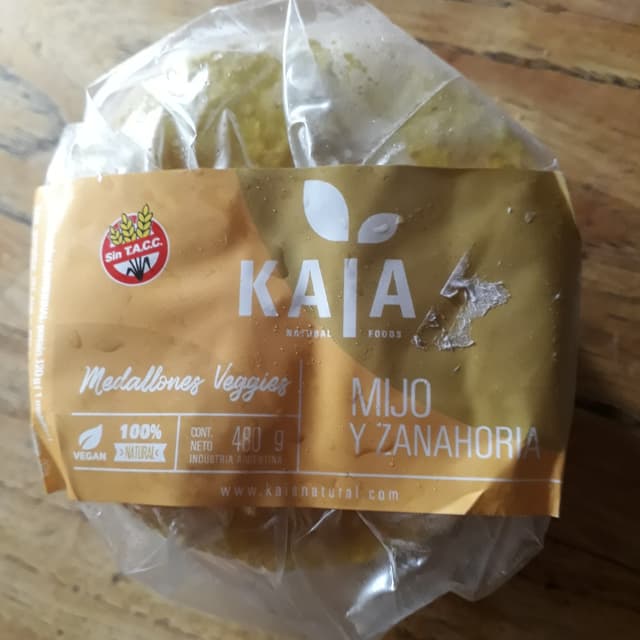 Sin T.A.C.C.
KAIA
NATURAL FOODS
Medallones Veggies
MIJO
Y ZANAHORIA
VEGAN
100%
NATURAL
CONT.
NETO
480 g
INDUSTRIA ARGENTINA
www.kaianatural.com